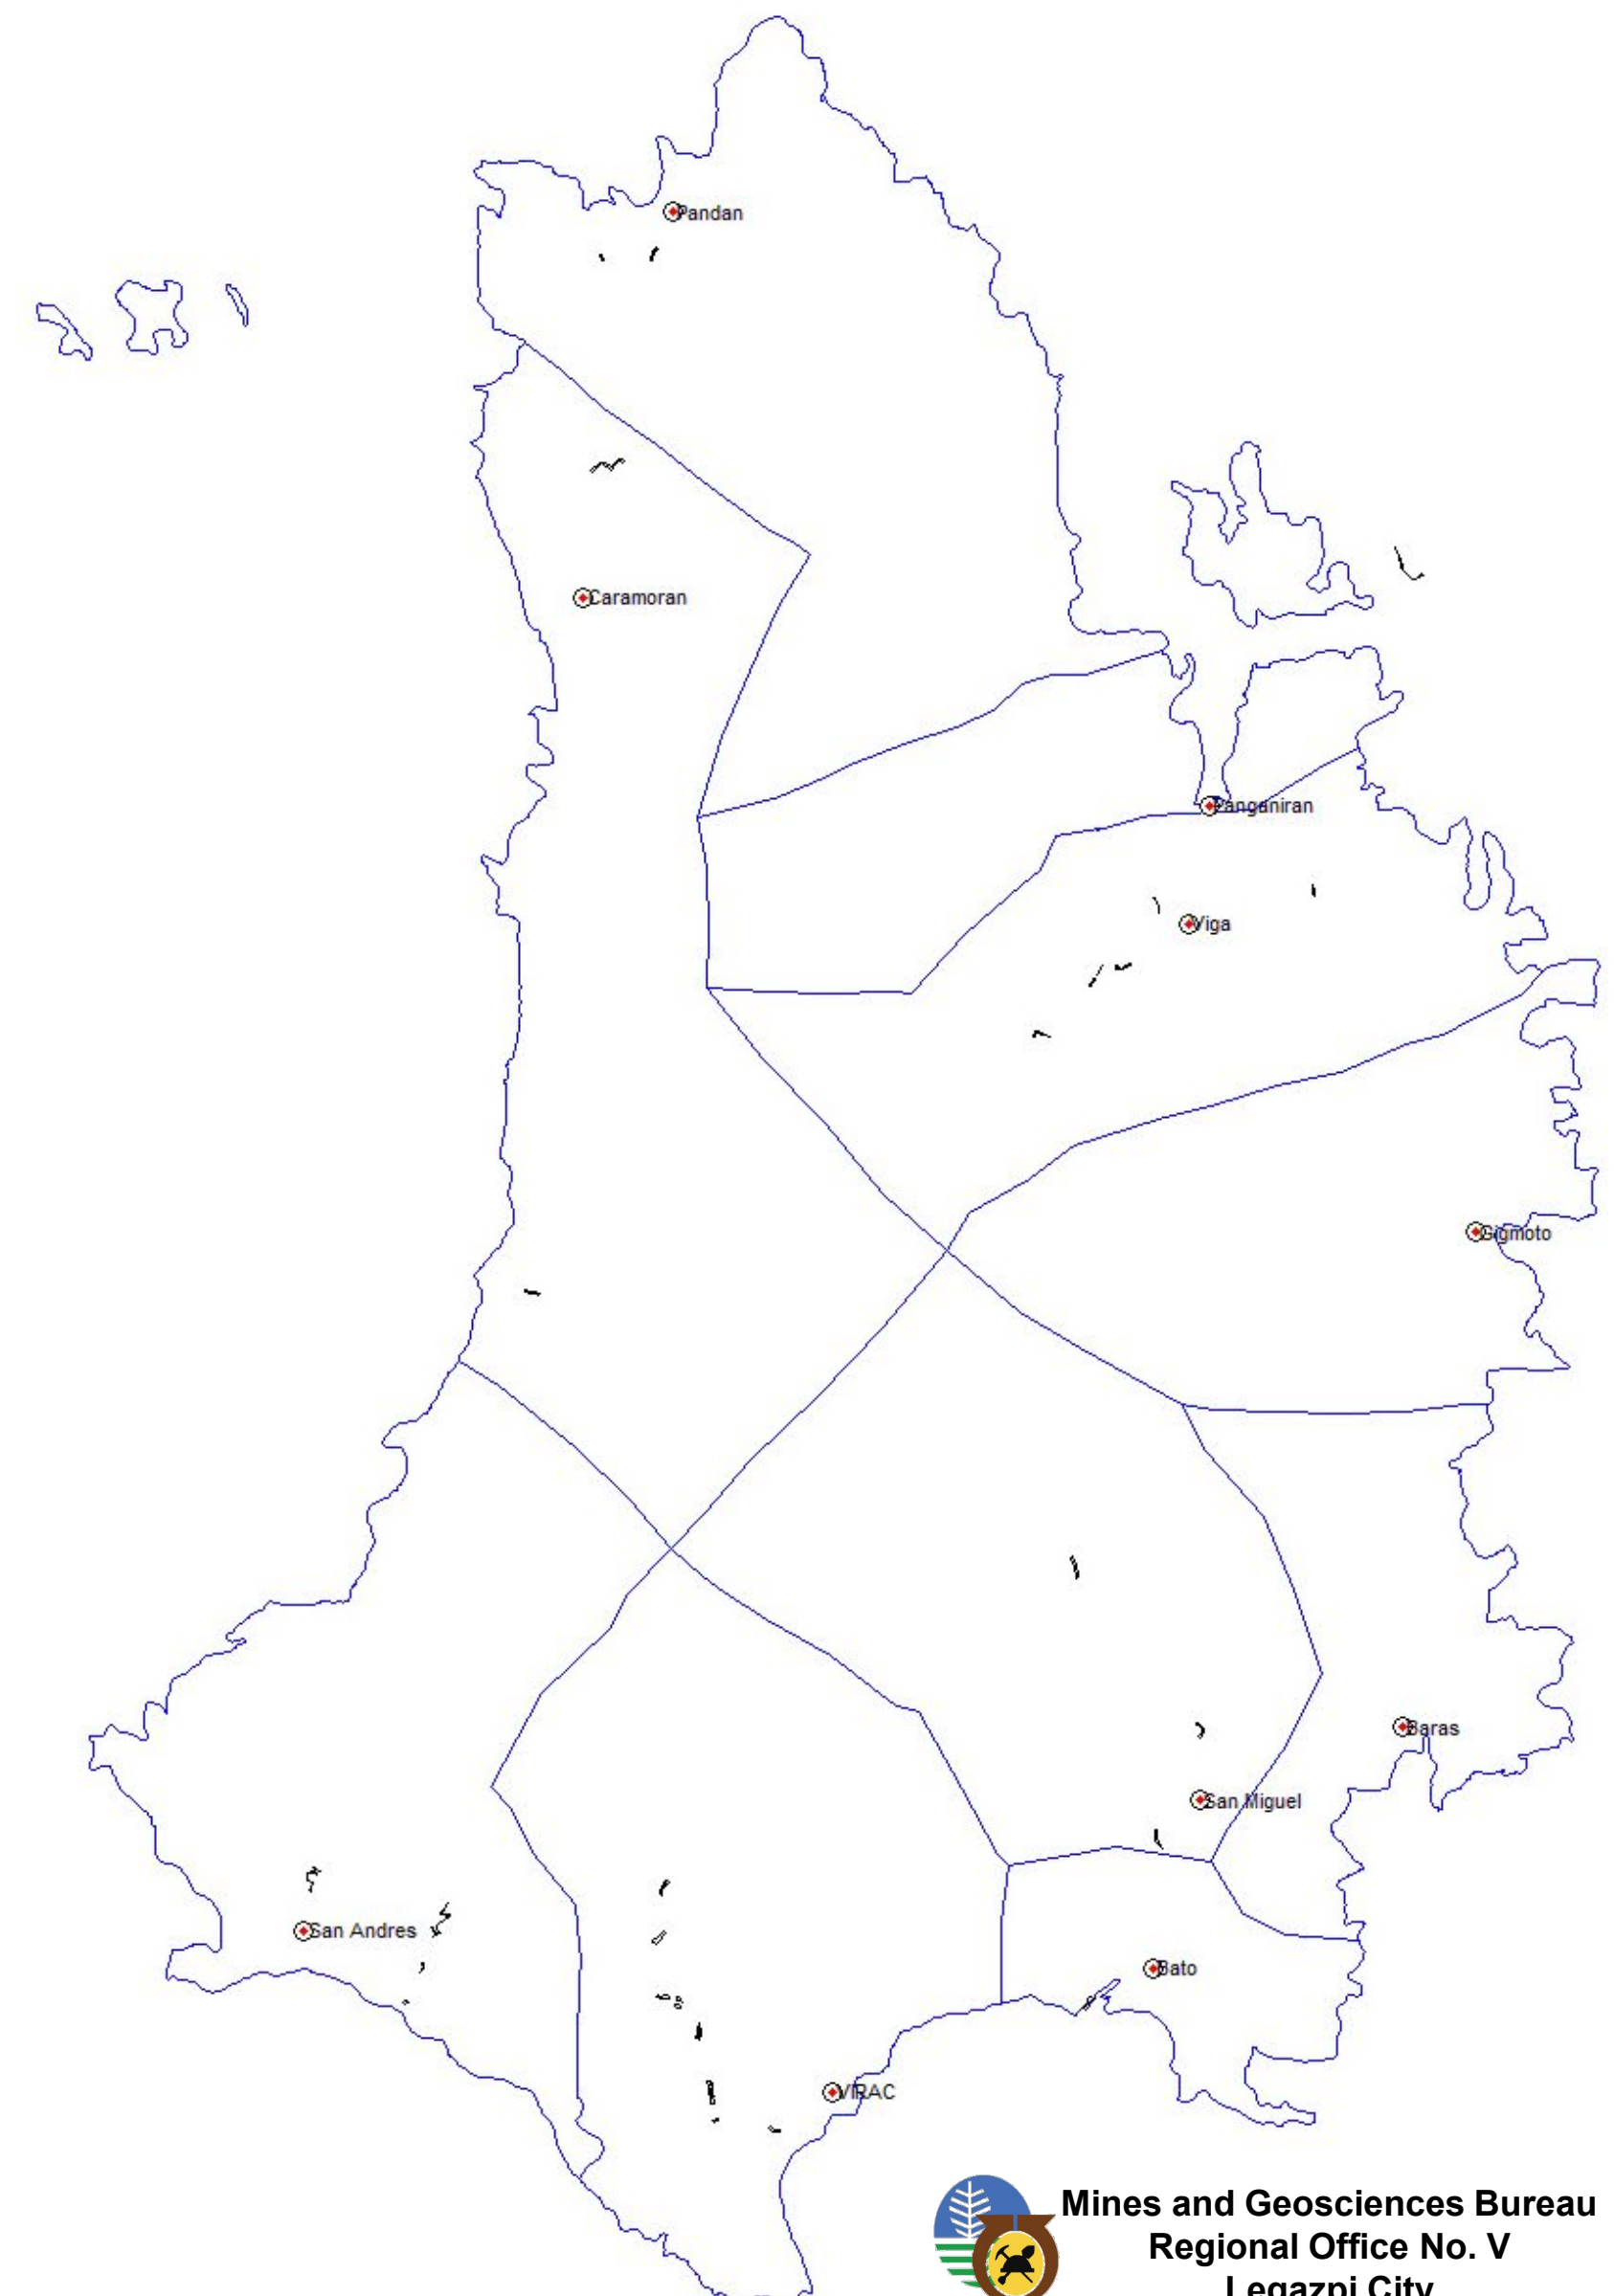 Pandan
Caramoran
Panganiran
Viga
Gigmoto
Baras
San Miguel
San Andres
Bato
VIRAC
Mines and Geosciences Bureau
Regional Office No. V
Legazpi City